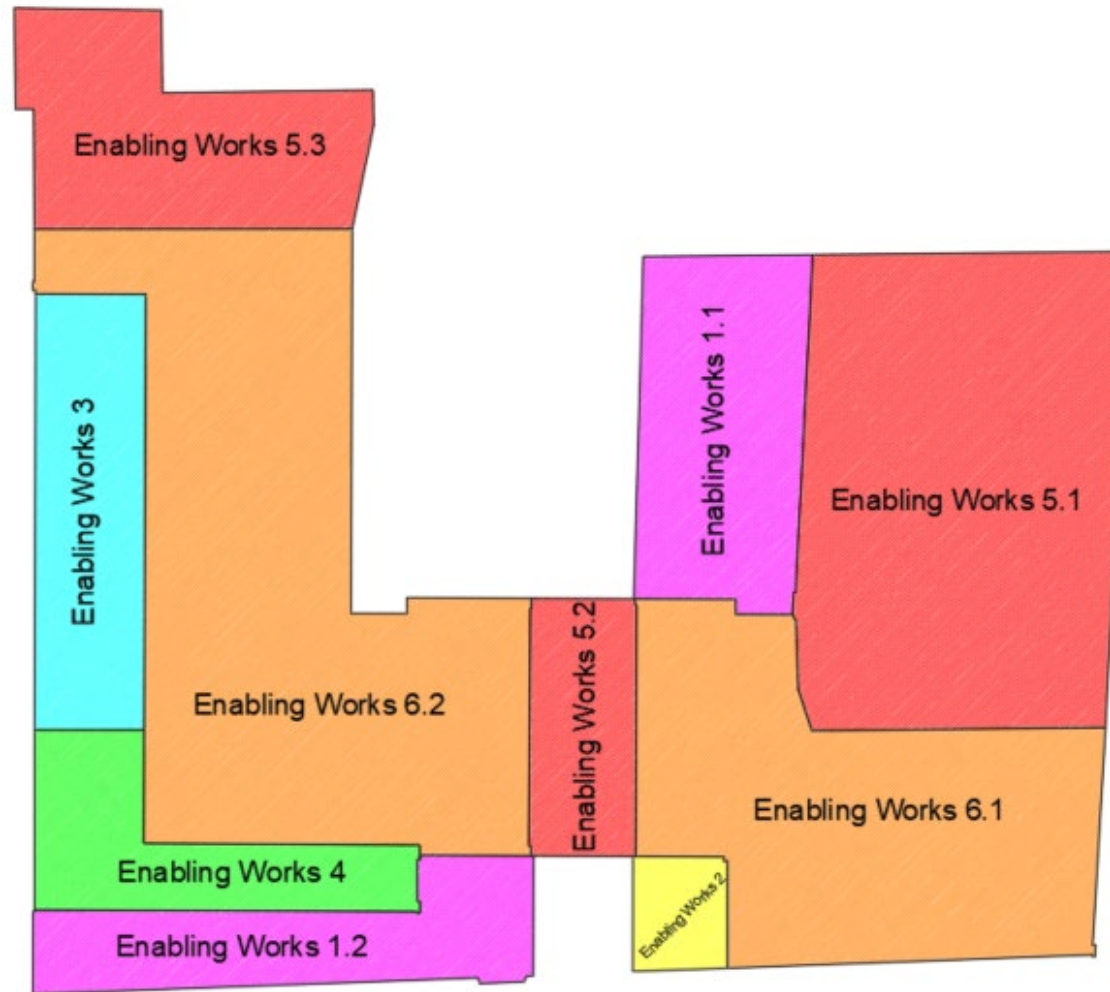 Enabling Works 5.3
Enabling Works 1.1
Enabling Works 3
Enabling Works 5.1
Enabling Works 6.2
Enabling Works 5.2
Enabling Works 6.1
Enabling Works 4
Enabling Works 2
Enabling Works 1.2